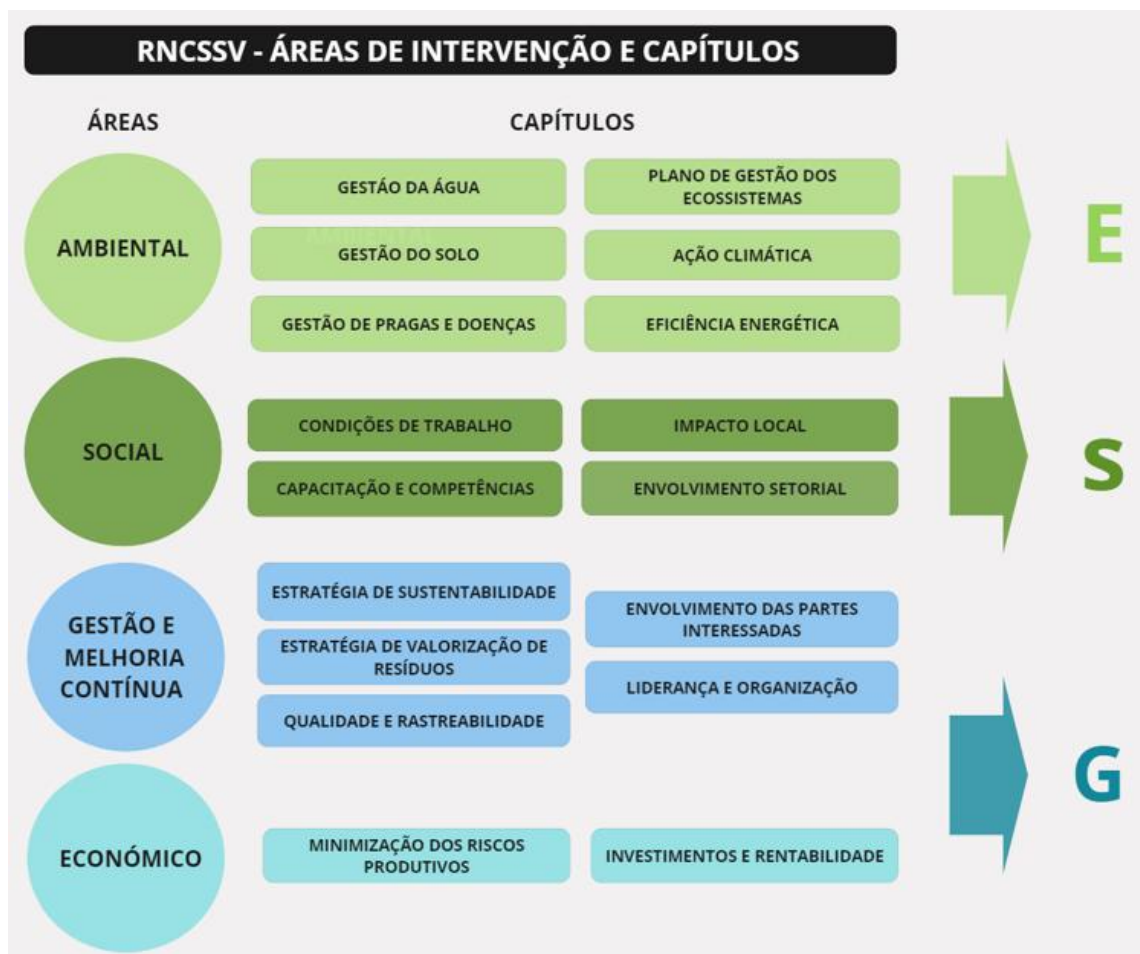 RNCSSV - ÁREAS DE INTERVENÇÃO E CAPÍTULOS
ÁREAS
CAPÍTULOS
AMBIENTAL
GESTÁO DA ÁGUA
PLANO DE GESTÃO DOS
ECOSSISTEMAS
AMBIENTAL
GESTÃO DO SOLO
AÇÃO CLIMÁTICA
GESTÃO DE PRAGAS E DOENÇAS
EFICIÊNCIA ENERGÉTICA
E
SOCIAL
CONDIÇÕES DE TRABALHO
IMPACTO LOCAL
CAPACITAÇÃO E COMPETÊNCIAS
ENVOLVIMENTO SETORIAL
S
GESTÃO E
MELHORIA
CONTÍNUA
ESTRATÉGIA DE SUSTENTABILIDADE
ENVOLVIMENTO DAS PARTES
INTERESSADAS
ESTRATÉGIA DE VALORIZAÇÃO DE
RESÍDUOS
LIDERANÇA E ORGANIZAÇÃO
QUALIDADE E RASTREABILIDADE
G
ECONÓMICO
MINIMIZAÇÃO DOS RISCOS
PRODUTIVOS
INVESTIMENTOS E RENTABILIDADE